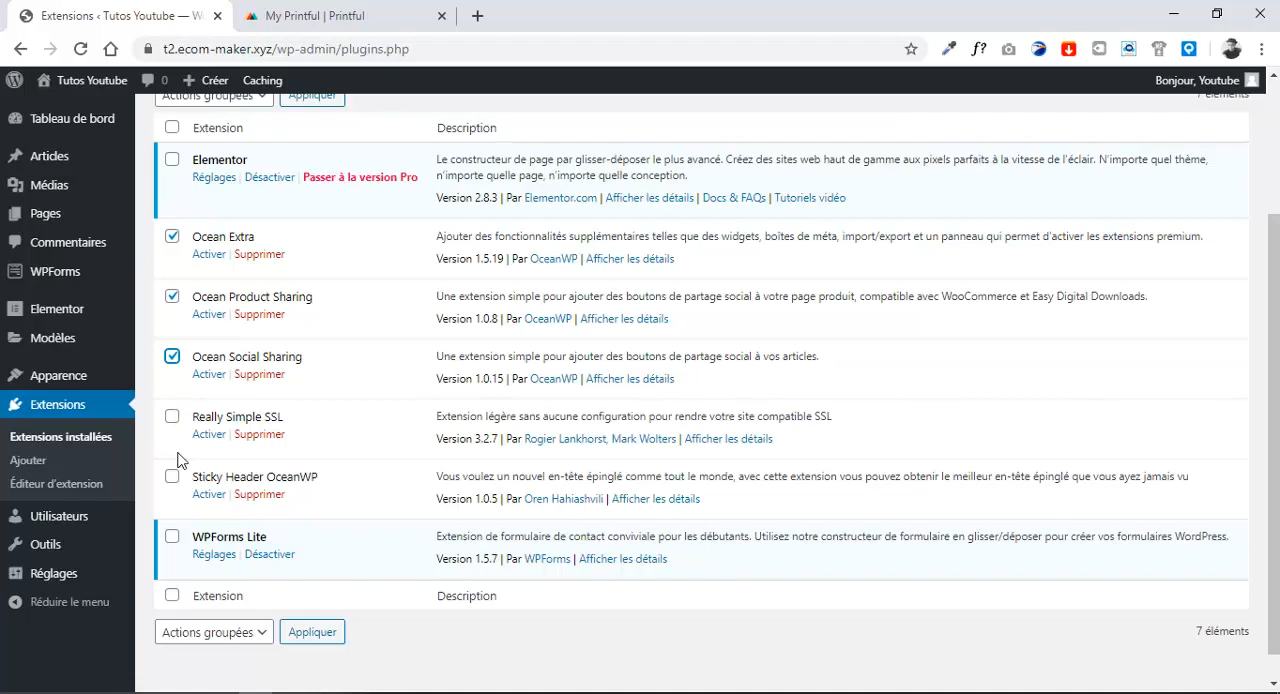 Extensions ‹ Tutos Youtube — W
My Printful | Printful
t2.ecom-maker.xyz/wp-admin/plugins.php
f?
Tutos Youtube
0
Créer
Caching
Bonjour, Youtube
Tableau de bord
Articles
Médias
Pages
Commentaires
WPForms
Elementor
Modèles
Apparence
Extensions
Extensions installées
Ajouter
Éditeur d'extension
Utilisateurs
Outils
Réglages
Réduire le menu
Actions groupées
Appliquer
7 éléments
Extension
Description
Elementor
Réglages | Désactiver | Passer à la version Pro
Le constructeur de page par glisser-déposer le plus avancé. Créez des sites web haut de gamme aux pixels parfaits à la vitesse de l'éclair. N'importe quel thème,
n'importe quelle page, n'importe quelle conception.
Version 2.8.3 | Par Elementor.com | Afficher les détails | Docs & FAQs | Tutoriels vidéo
Ocean Extra
Activer | Supprimer
Ajouter des fonctionnalités supplémentaires telles que des widgets, boîtes de méta, import/export et un panneau qui permet d'activer les extensions premium.
Version 1.5.19 | Par OceanWP | Afficher les détails
Ocean Product Sharing
Activer | Supprimer
Une extension simple pour ajouter des boutons de partage social à votre page produit, compatible avec WooCommerce et Easy Digital Downloads.
Version 1.0.8 | Par OceanWP | Afficher les détails
Ocean Social Sharing
Activer | Supprimer
Une extension simple pour ajouter des boutons de partage social à vos articles.
Version 1.0.15 | Par OceanWP | Afficher les détails
Really Simple SSL
Activer | Supprimer
Extension légère sans aucune configuration pour rendre votre site compatible SSL
Version 3.2.7 | Par Rogier Lankhorst, Mark Wolters | Afficher les détails
Sticky Header OceanWP
Activer | Supprimer
Vous voulez un nouvel en-tête épinglé comme tout le monde, avec cette extension vous pouvez obtenir le meilleur en-tête épinglé que vous ayez jamais vu
Version 1.0.5 | Par Oren Hahiashvili | Afficher les détails
WPForms Lite
Réglages | Désactiver
Extension de formulaire de contact conviviale pour les débutants. Utilisez notre constructeur de formulaire en glisser/déposer pour créer vos formulaires WordPress.
Version 1.5.7 | Par WPForms | Afficher les détails
Extension
Description
Actions groupées
Appliquer
7 éléments